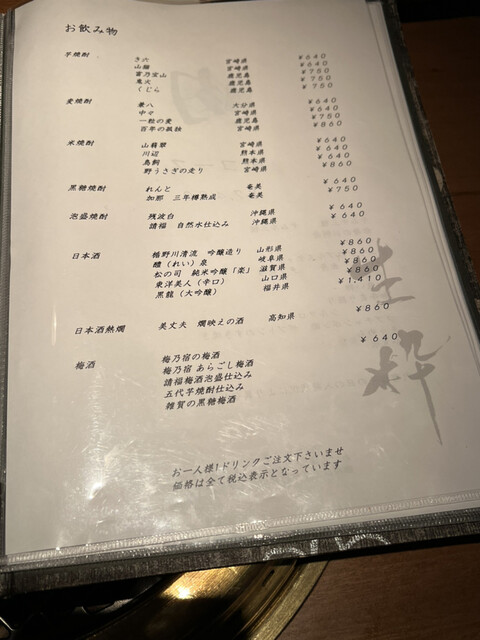 お飲み物
芋焼酎 き六 宮崎県 ¥640
山猫 宮崎県 ¥640
富乃宝山 鹿児島 ¥750
鬼火 鹿児島 ¥750
くじら 鹿児島 ¥750
麦焼酎 兼八 大分県 ¥640
中々 宮崎県 ¥640
一粒の麦 鹿児島 ¥750
百年の孤独 宮崎県 ¥860
米焼酎 山翡翠 宮崎県 ¥640
川辺 熊本県 ¥640
鳥飼 熊本県 ¥640
野うさぎの走り 宮崎県 ¥860
黒糖焼酎 れんと 奄美 ¥640
加那 三年樽熟成 奄美 ¥750
泡盛焼酎 残波白 沖縄県 ¥640
請福 自然水仕込み 沖縄県 ¥640
日本酒 楯野川清流 吟醸造り 山形県 ¥860
醴(れい)泉 岐阜県 ¥860
松の司 純米吟醸「楽」 滋賀県 ¥860
東洋美人(辛口) 山口県 ¥860
黒龍(大吟醸) 福井県 ¥1,410
日本酒熱燗 美丈夫 燗映えの酒 高知県 ¥860
梅酒 梅乃宿の梅酒 ¥640
梅乃宿 あらごし梅酒
請福梅酒泡盛仕込み
五代芋焼酎仕込み
雑賀の黒糖梅酒
お一人様1ドリンクご注文下さいませ
価格は全て税込表示となっています